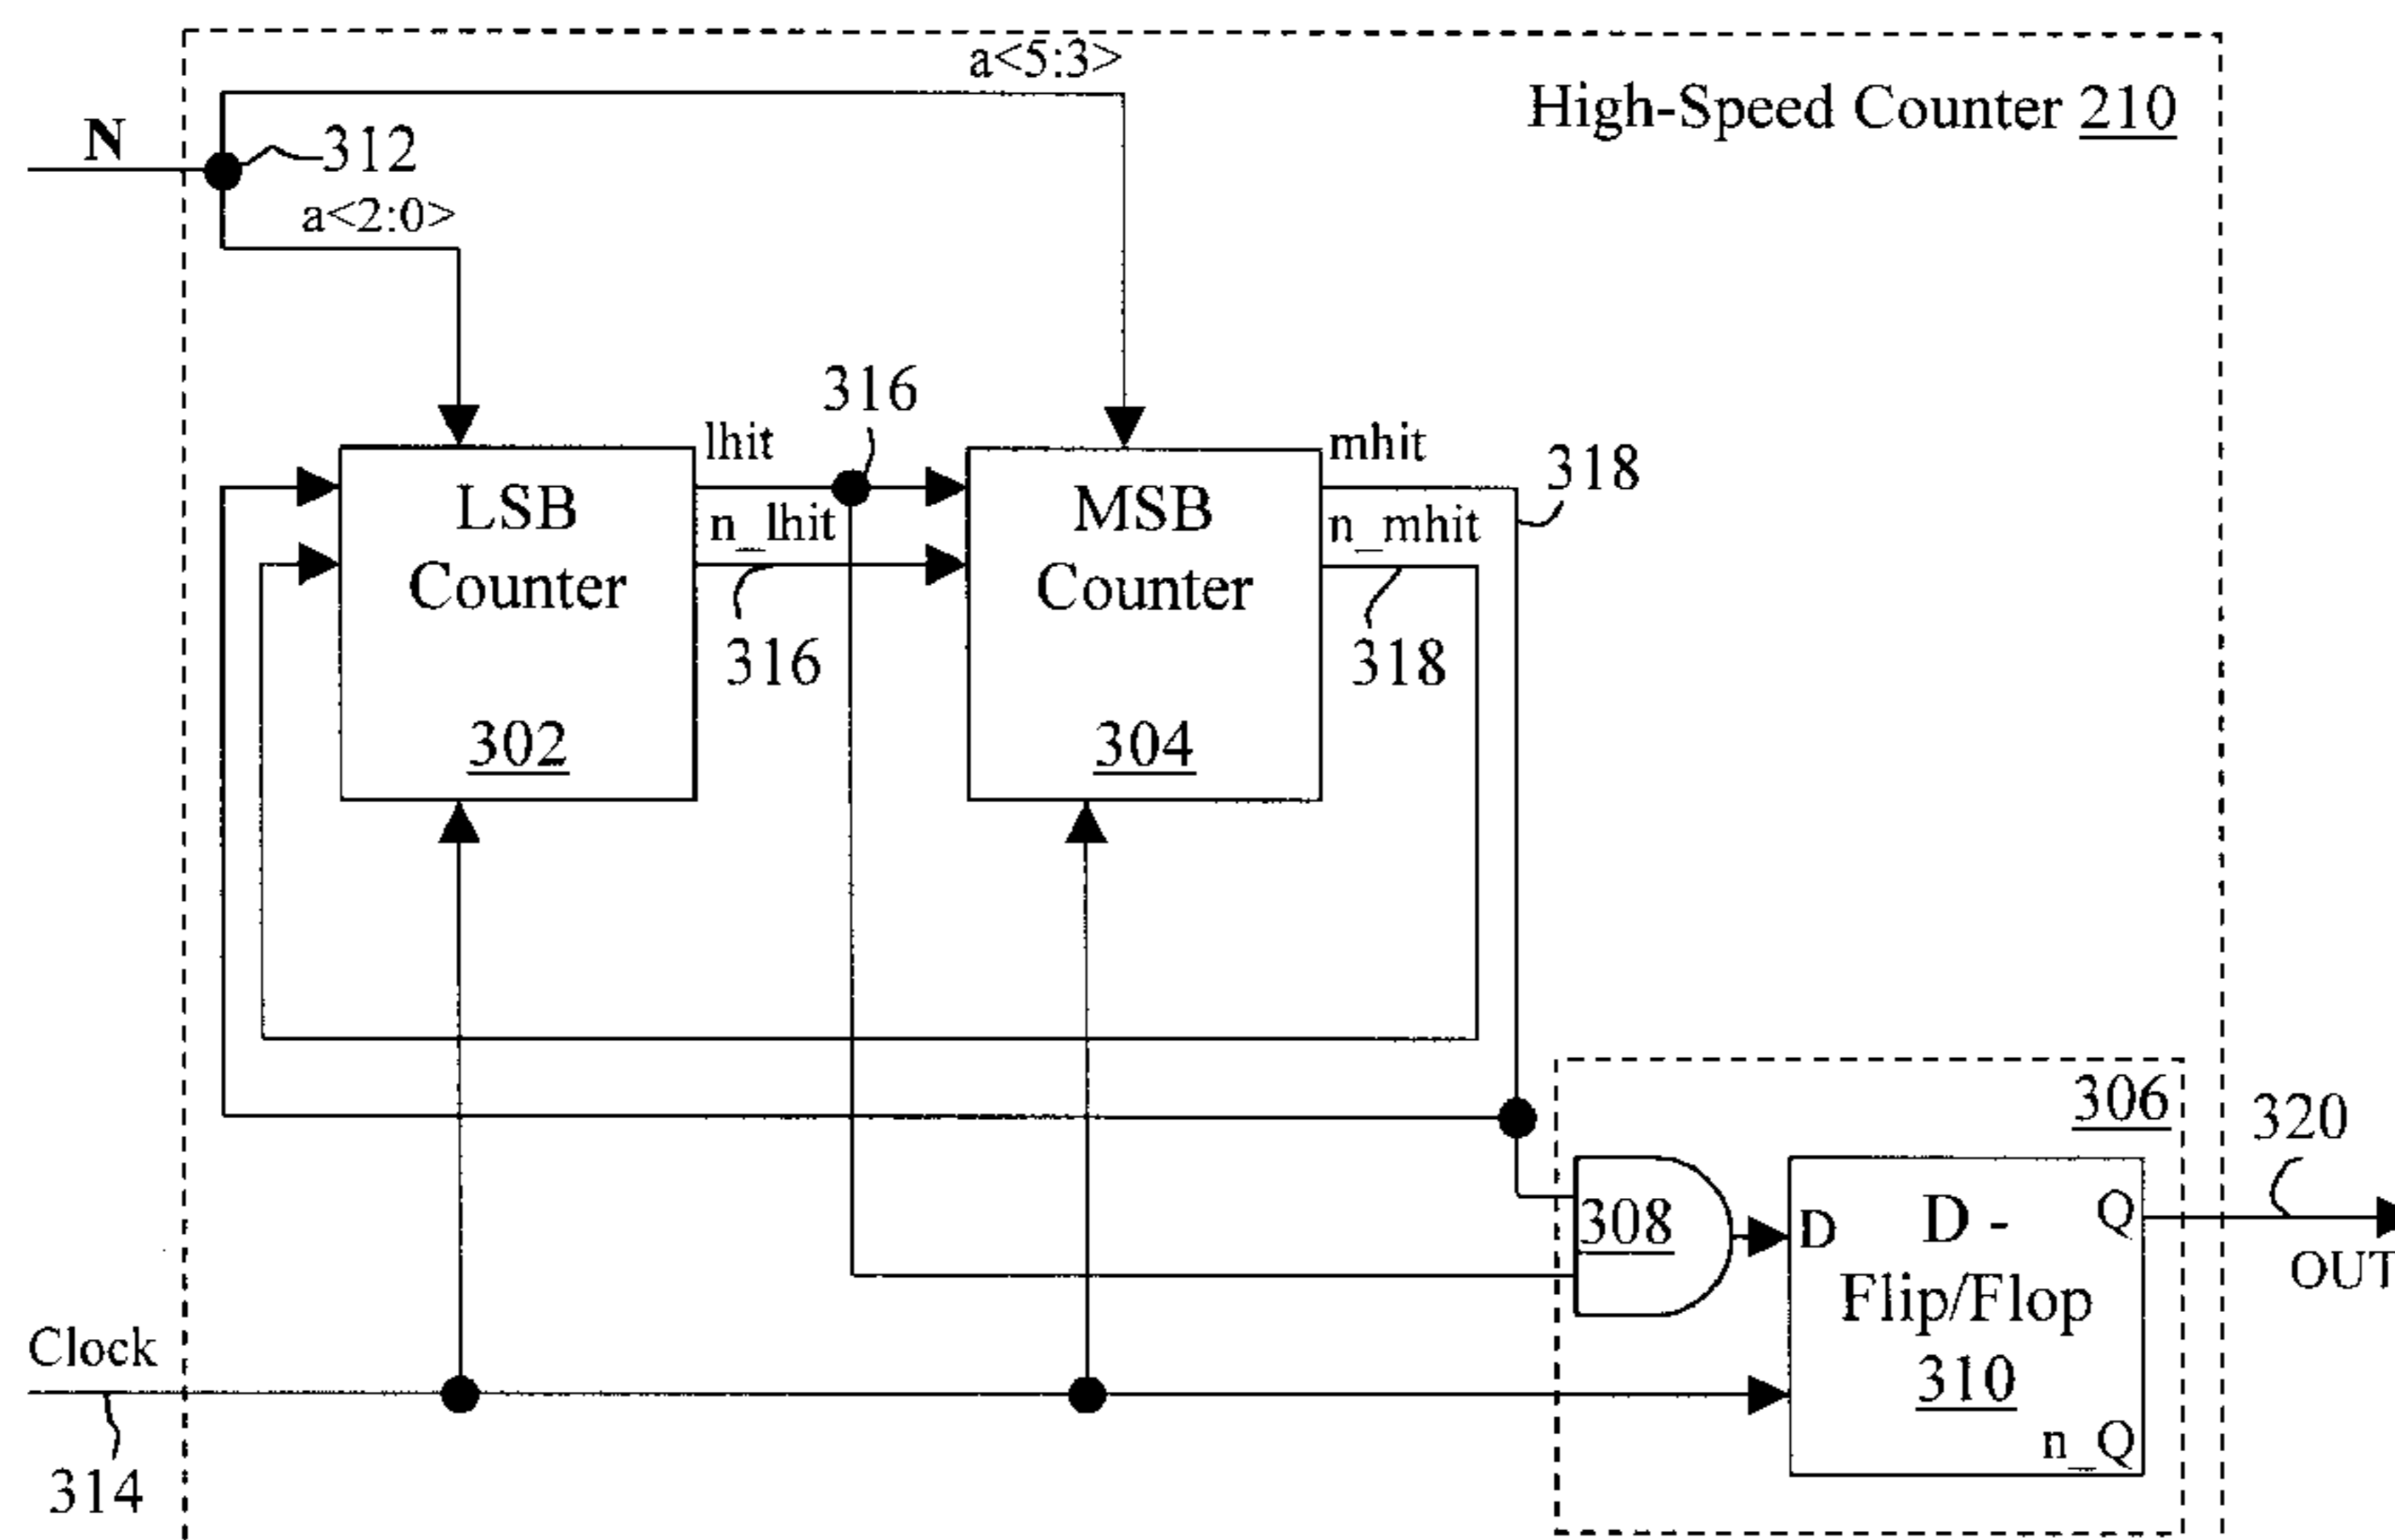 a<5:3>
High-Speed Counter 210
N
312
a<2:0>
316
lhit
mhit
318
LSB
Counter
n_lhit
MSB
Counter
n_mhit
316
318
302
304
306
320
308
D
D -
Flip/Flop
310
Q
n_Q
OUT
Clock
314